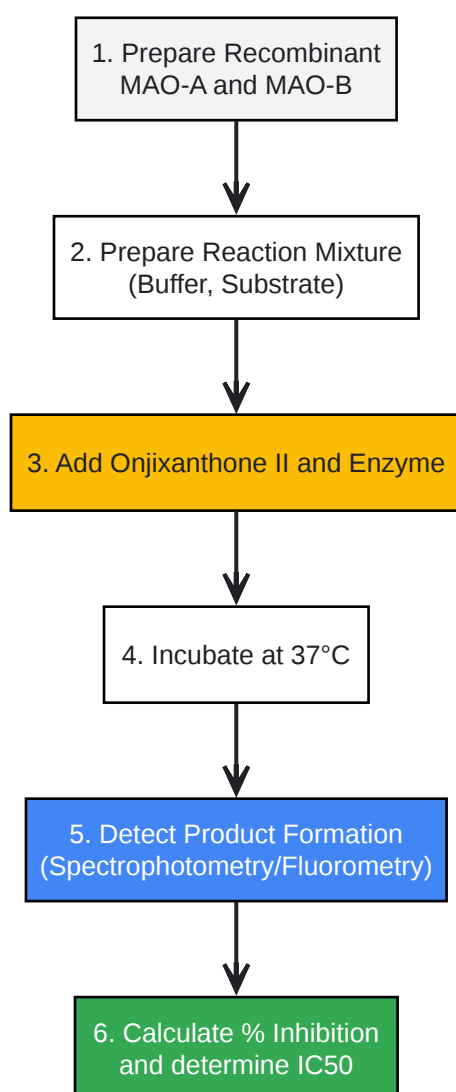 1. Prepare Recombinant
MAO-A and MAO-B
2. Prepare Reaction Mixture
(Buffer, Substrate)
3. Add Onjixanthone II and Enzyme
4. Incubate at 37°C
5. Detect Product Formation
(Spectrophotometry/Fluorometry)
6. Calculate % Inhibition
and determine IC50